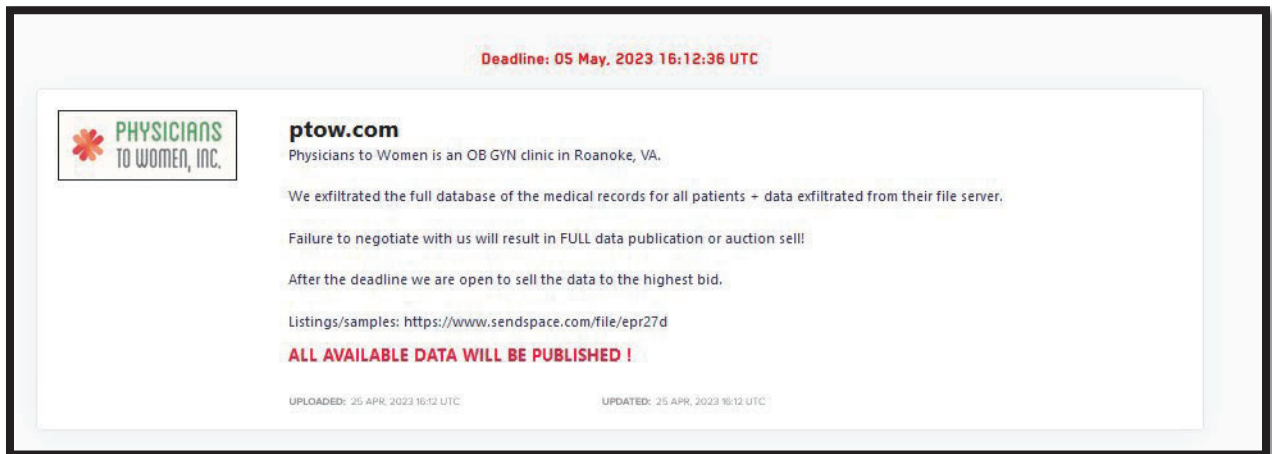 Deadline: 05 May, 2023 16:12:36 UTC
PHYSICIANS
TO WOMEN, INC.
ptow.com
Physicians to Women is an OB GYN clinic in Roanoke, VA.
We exfiltrated the full database of the medical records for all patients + data exfiltrated from their file server.
Failure to negotiate with us will result in FULL data publication or auction sell!
After the deadline we are open to sell the data to the highest bid.
Listings/samples: https://www.sendspace.com/file/epr27d
ALL AVAILABLE DATA WILL BE PUBLISHED !
UPLOADED: 25 APR, 2023 16:12 UTC UPDATED: 25 APR, 2023 16:12 UTC